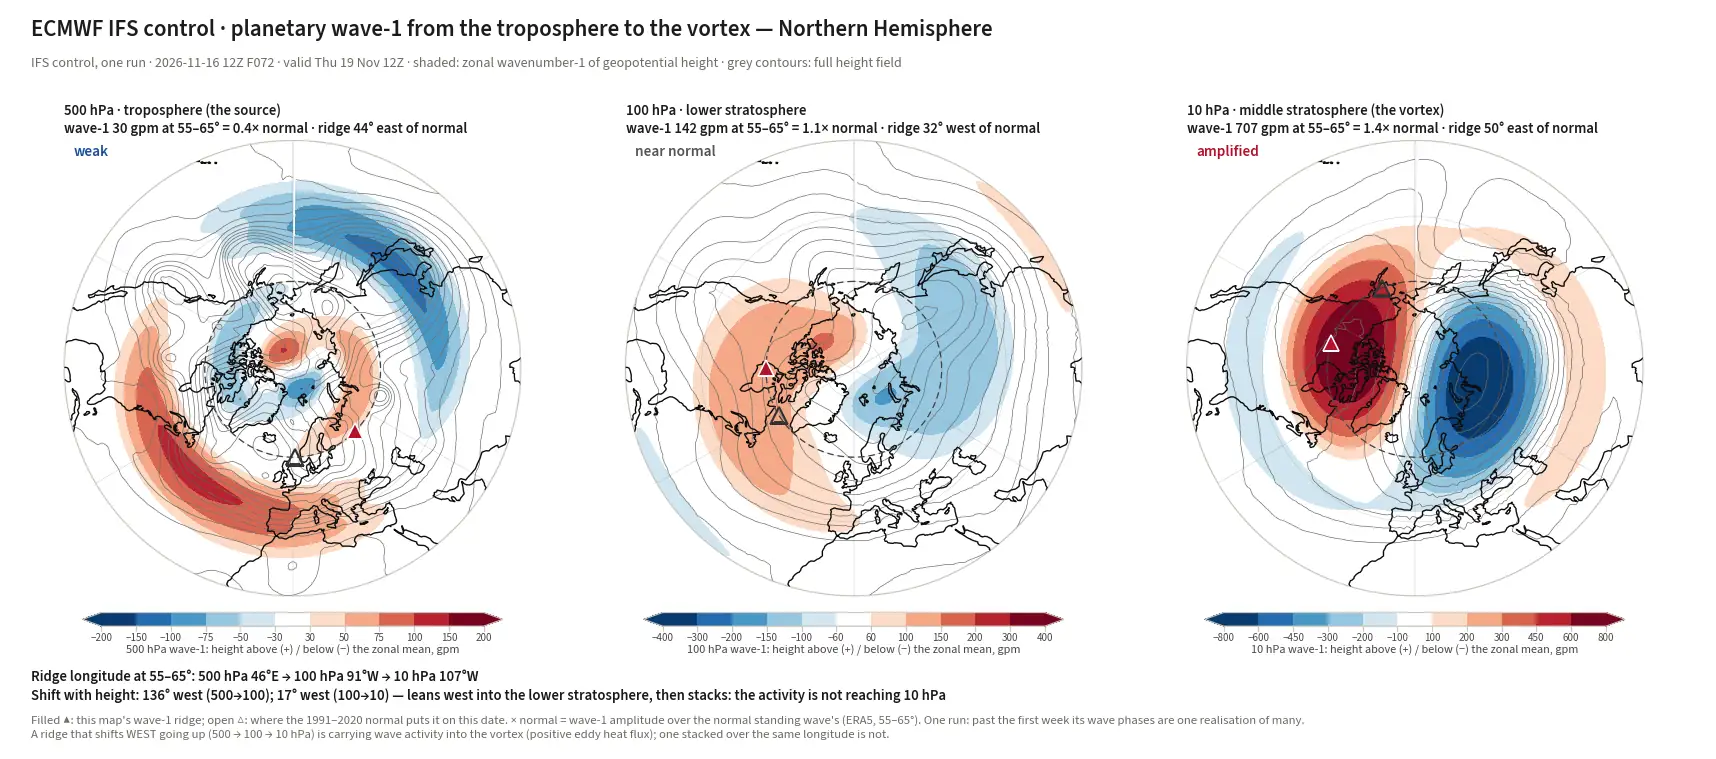 ECMWF IFS control · planetary wave-1 from the troposphere to the vortex — Northern Hemisphere
IFS control, one run · 2026-11-16 12Z F072 · valid Thu 19 Nov 12Z · shaded: zonal wavenumber-1 of geopotential height · grey contours: full height field
500 hPa · troposphere (the source)
wave-1 30 gpm at 55–65° = 0.4× normal · ridge 44° east of normal
weak
100 hPa · lower stratosphere
wave-1 142 gpm at 55–65° = 1.1× normal · ridge 32° west of normal
near normal
10 hPa · middle stratosphere (the vortex)
wave-1 707 gpm at 55–65° = 1.4× normal · ridge 50° east of normal
amplified
−200 −150 −100 −75 −50 −30 30 50 75 100 150 200
500 hPa wave-1: height above (+) / below (−) the zonal mean, gpm
−400 −300 −200 −150 −100 −60 60 100 150 200 300 400
100 hPa wave-1: height above (+) / below (−) the zonal mean, gpm
−800 −600 −450 −300 −200 −100 100 200 300 450 600 800
10 hPa wave-1: height above (+) / below (−) the zonal mean, gpm
Ridge longitude at 55–65°: 500 hPa 46°E → 100 hPa 91°W → 10 hPa 107°W
Shift with height: 136° west (500→100); 17° west (100→10) — leans west into the lower stratosphere, then stacks: the activity is not reaching 10 hPa
Filled ▲: this map's wave-1 ridge; open △: where the 1991–2020 normal puts it on this date. × normal = wave-1 amplitude over the normal standing wave's (ERA5, 55–65°). One run: past the first week its wave phases are one realisation of many.
A ridge that shifts WEST going up (500 → 100 → 10 hPa) is carrying wave activity into the vortex (positive eddy heat flux); one stacked over the same longitude is not.